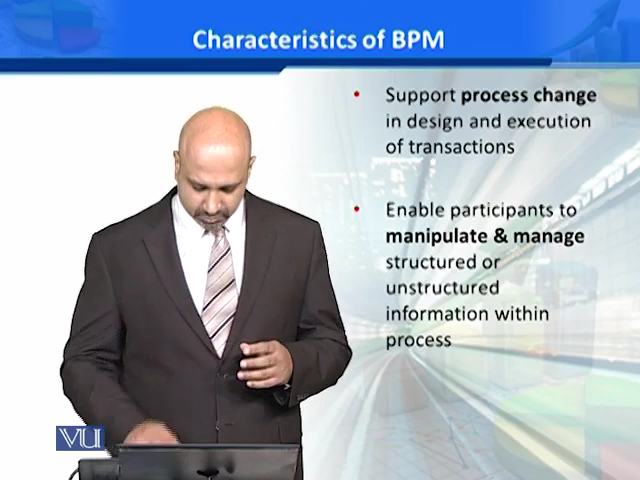 Characteristics of BPM
• Support process change
in design and execution
of transactions
• Enable participants to
manipulate & manage
structured or
unstructured
information within
process
VU